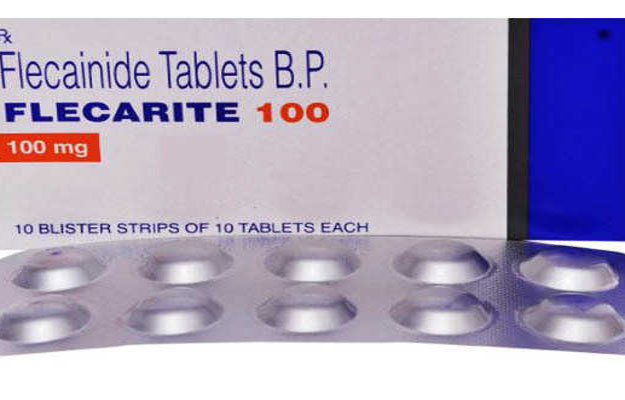 Rx
Flecainide Tablets B.P.
FLECARITE 100
100 mg
10 BLISTER STRIPS OF 10 TABLETS EACH